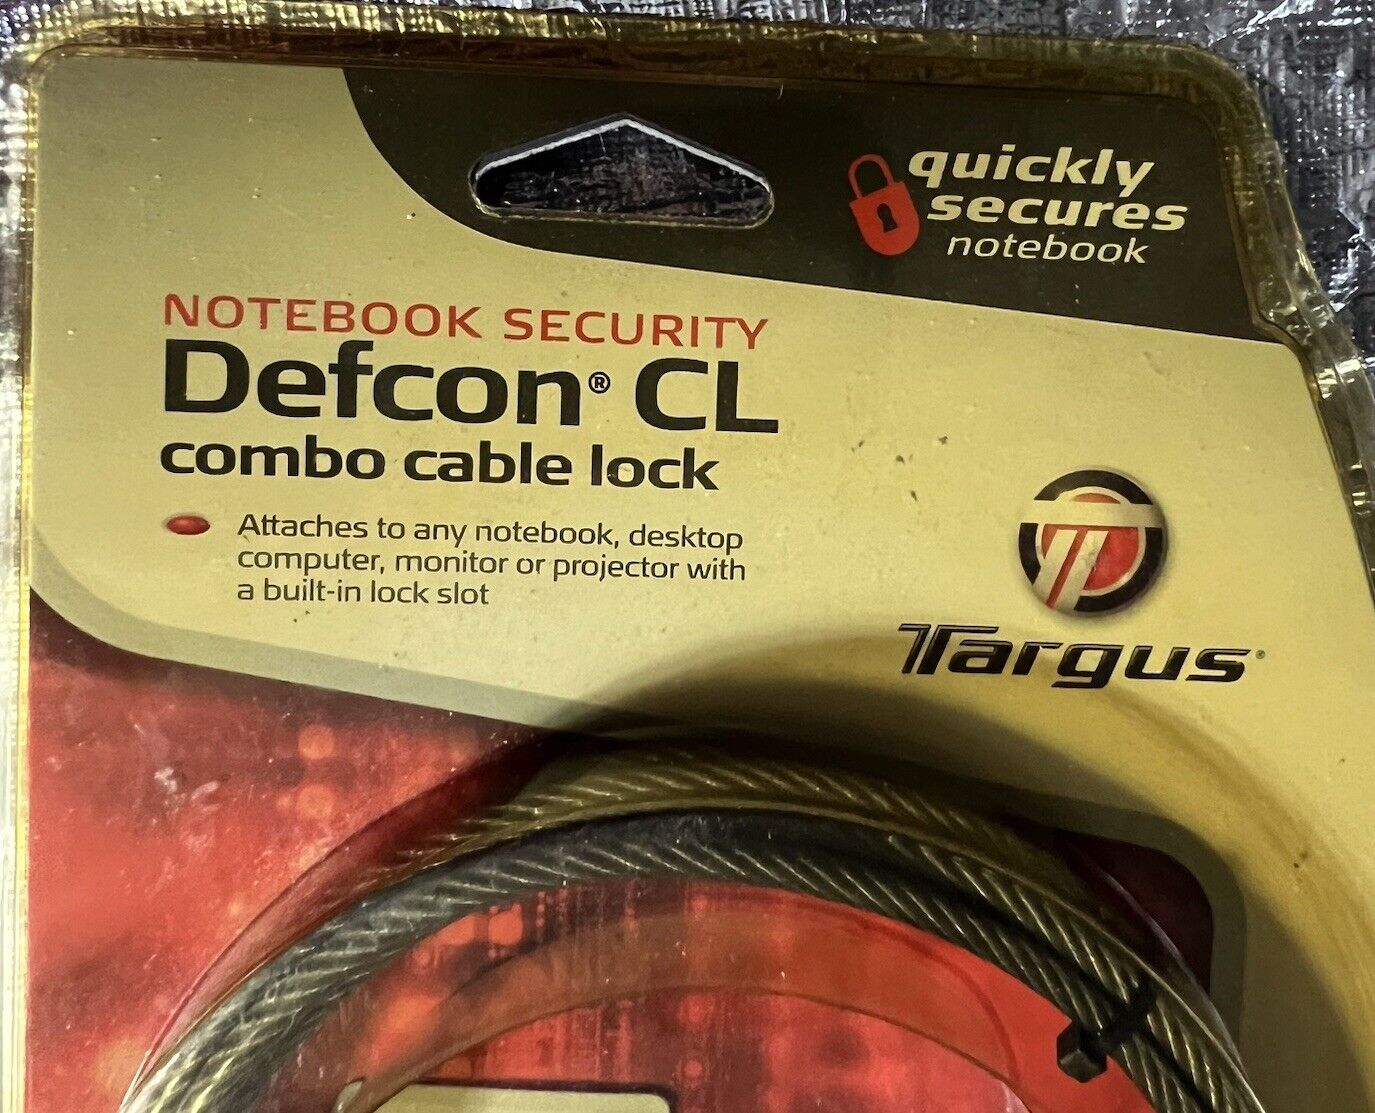 quickly
secures
notebook
NOTEBOOK SECURITY
Defcon® CL
combo cable lock
Attaches to any notebook, desktop
computer, monitor or projector with
a built-in lock slot
Targus®